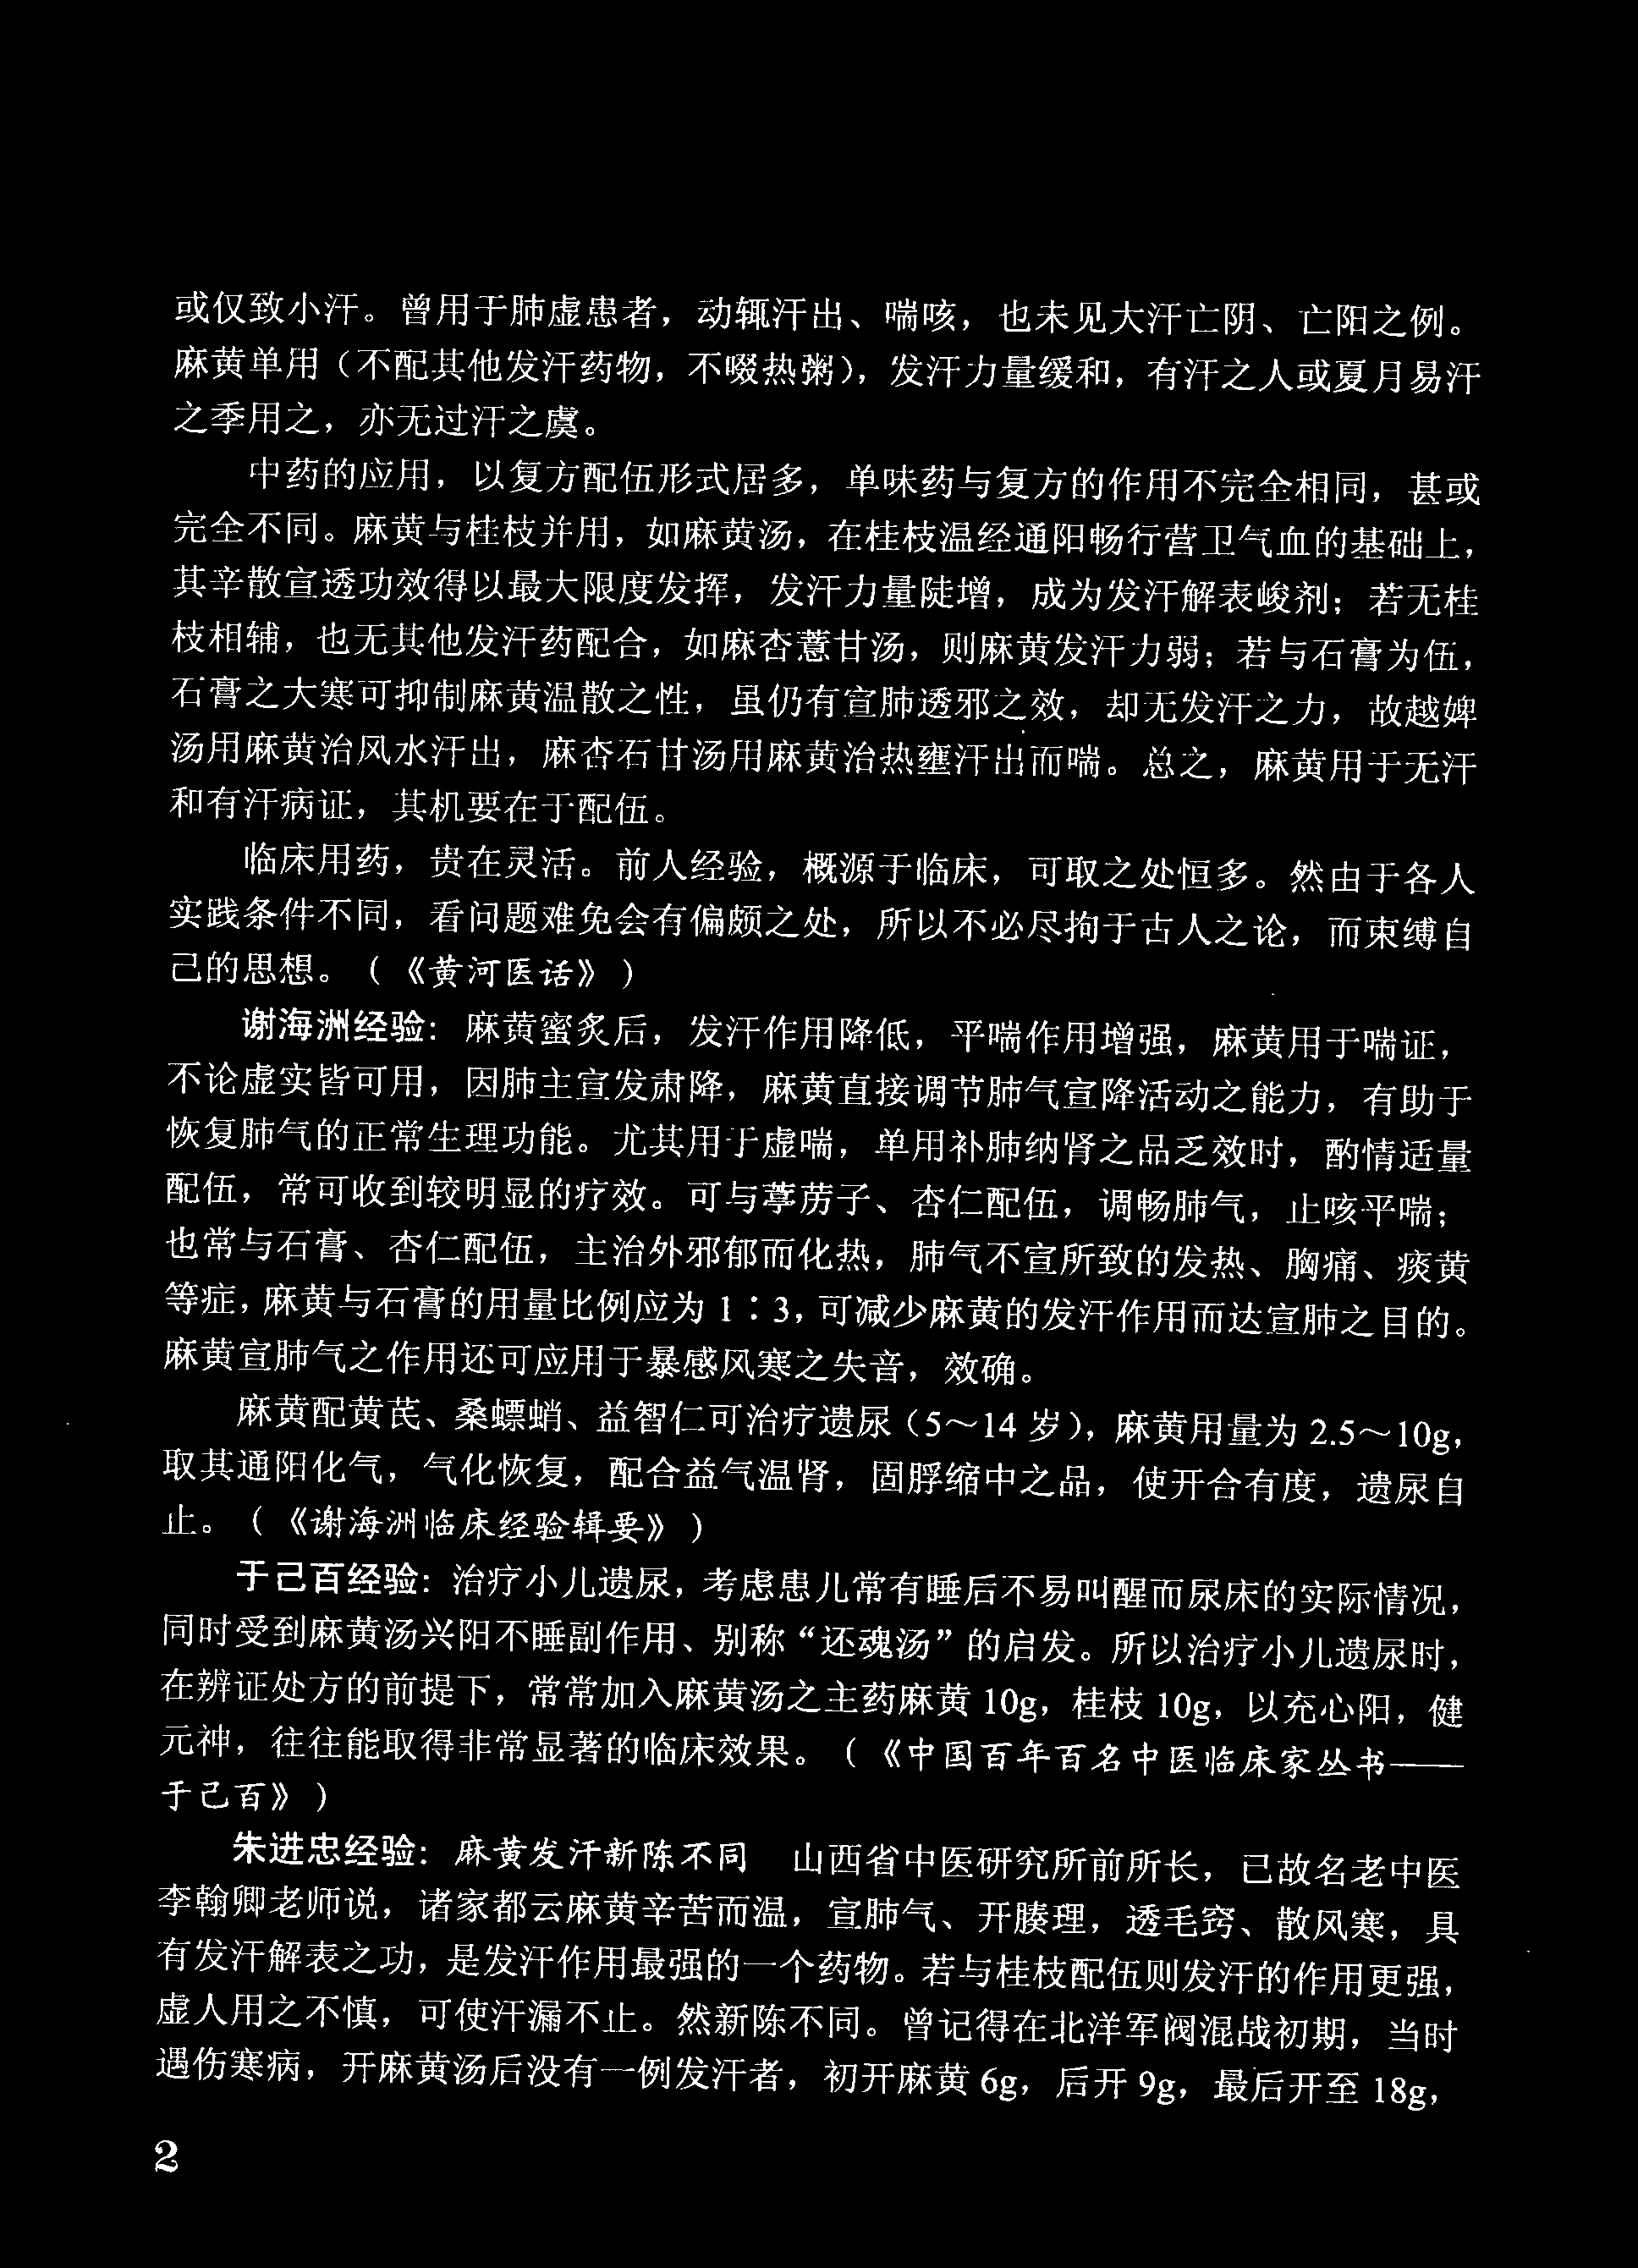 或仅致小汗。曾用于肺虚患者，动辄汗出、喘咳，也未见大汗亡阴、亡阳之例。
麻黄单用（不配其他发汗药物，不啜热粥），发汗力量缓和，有汗之人或夏月易汗
之季用之，亦无过汗之虞。
中药的应用，以复方配伍形式居多，单味药与复方的作用不完全相同，甚或
完全不同。麻黄与桂枝并用，如麻黄汤，在桂枝温经通阳畅行营卫气血的基础上，
其辛散宣透功效得以最大限度发挥，发汗力量陡增，成为发汗解表峻剂；若无桂
枝相辅，也无其他发汗药配合，如麻杏薏甘汤，则麻黄发汗力弱；若与石膏为伍，
石膏之大寒可抑制麻黄温散之性，虽仍有宣肺透邪之效，却无发汗之力，故越婢
汤用麻黄治风水汗出，麻杏石甘汤用麻黄治热壅汗出而喘。总之，麻黄用于无汗
和有汗病证，其机要在于配伍。
临床用药，贵在灵活。前人经验，概源于临床，可取之处恒多。然由于各人
实践条件不同，看问题难免会有偏颇之处，所以不必尽拘于古人之论，而束缚自
己的思想。（《黄河医话》）
谢海洲经验：麻黄蜜炙后，发汗作用降低，平喘作用增强，麻黄用于喘证，
不论虚实皆可用，因肺主宣发肃降，麻黄直接调节肺气宣降活动之能力，有助于
恢复肺气的正常生理功能。尤其用于虚喘，单用补肺纳肾之品乏效时，酌情适量
配伍，常可收到较明显的疗效。可与葶苈子、杏仁配伍，调畅肺气，止咳平喘；
也常与石膏、杏仁配伍，主治外邪郁而化热，肺气不宣所致的发热、胸痛、痰黄
等症，麻黄与石膏的用量比例应为 1∶3，可减少麻黄的发汗作用而达宣肺之目的。
麻黄宣肺气之作用还可应用于暴感风寒之失音，效确。
麻黄配黄芪、桑螵蛸、益智仁可治疗遗尿（5～14 岁），麻黄用量为 2.5～10g，
取其通阳化气，气化恢复，配合益气温肾，固脬缩中之品，使开合有度，遗尿自
止。（《谢海洲临床经验辑要》）
于己百经验：治疗小儿遗尿，考虑患儿常有睡后不易叫醒而尿床的实际情况，
同时受到麻黄汤兴阳不睡副作用、别称“还魂汤”的启发。所以治疗小儿遗尿时，
在辨证处方的前提下，常常加入麻黄汤之主药麻黄 10g，桂枝 10g，以充心阳，健
元神，往往能取得非常显著的临床效果。（《中国百年百名中医临床家丛书——
于己百》）
朱进忠经验：麻黄发汗新陈不同　山西省中医研究所前所长，已故名老中医
李翰卿老师说，诸家都云麻黄辛苦而温，宣肺气、开腠理，透毛窍、散风寒，具
有发汗解表之功，是发汗作用最强的一个药物。若与桂枝配伍则发汗的作用更强，
虚人用之不慎，可使汗漏不止。然新陈不同。曾记得在北洋军阀混战初期，当时
遇伤寒病，开麻黄汤后没有一例发汗者，初开麻黄 6g，后开 9g，最后开至 18g，
2